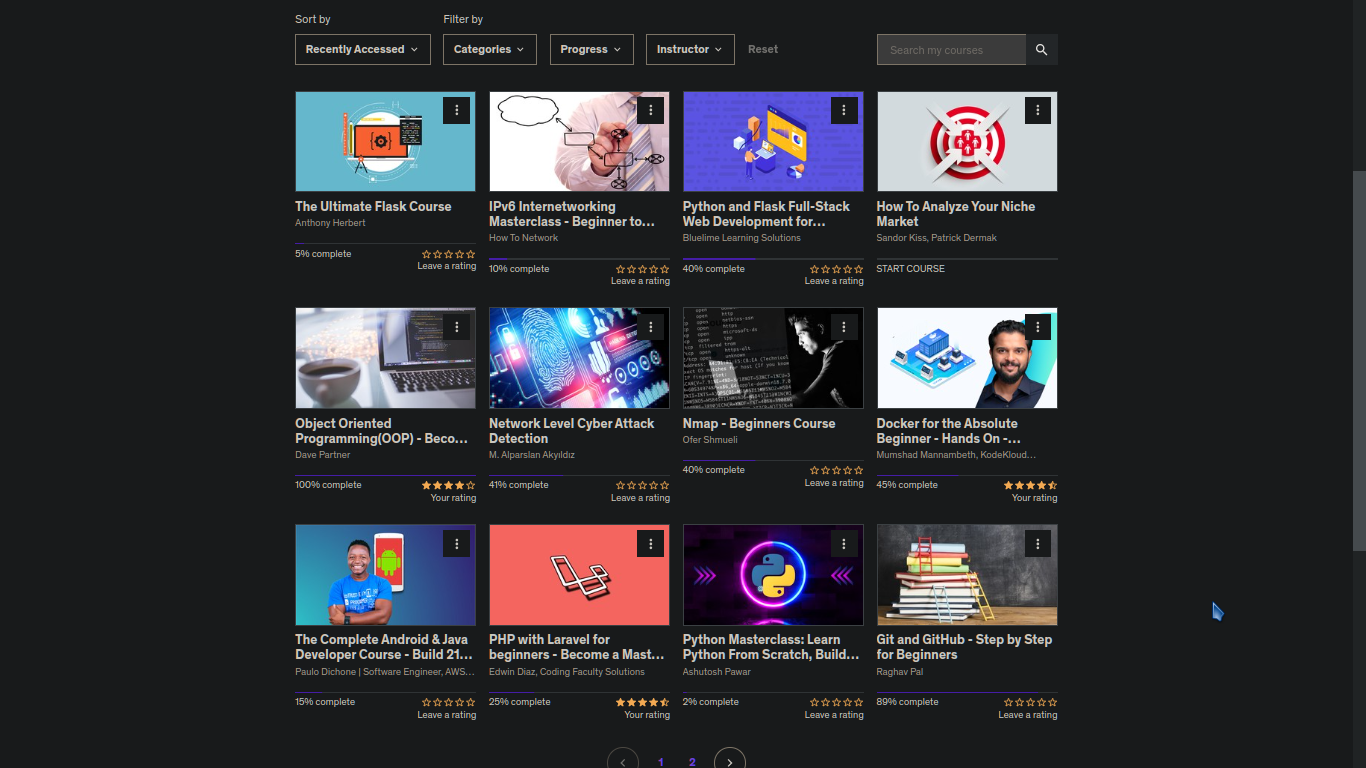 Sort by
Filter by
Recently Accessed
Categories
Progress
Instructor
Reset
Search my courses
The Ultimate Flask Course
Anthony Herbert
5% complete
Leave a rating
IPv6 Internetworking
Masterclass - Beginner to...
How To Network
10% complete
Leave a rating
Python and Flask Full-Stack
Web Development for...
Bluelime Learning Solutions
40% complete
Leave a rating
How To Analyze Your Niche
Market
Sandor Kiss, Patrick Dermak
START COURSE
Object Oriented
Programming(OOP) - Beco...
Dave Partner
100% complete
Your rating
Network Level Cyber Attack
Detection
M. Alparslan Akyıldız
41% complete
Leave a rating
Nmap - Beginners Course
Ofer Shmueli
40% complete
Leave a rating
Docker for the Absolute
Beginner - Hands On -...
Mumshad Mannambeth, KodeKloud...
45% complete
Your rating
The Complete Android & Java
Developer Course - Build 21...
Paulo Dichone | Software Engineer, AWS...
15% complete
Leave a rating
PHP with Laravel for
beginners - Become a Mast...
Edwin Diaz, Coding Faculty Solutions
25% complete
Your rating
Python Masterclass: Learn
Python From Scratch, Build...
Ashutosh Pawar
2% complete
Leave a rating
Git and GitHub - Step by Step
for Beginners
Raghav Pal
89% complete
Leave a rating
1 2